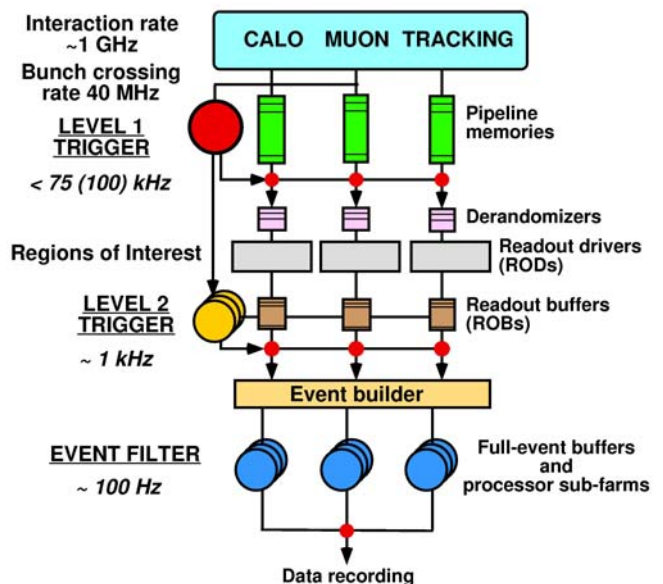 Interaction rate
~1 GHz
CALO MUON TRACKING
Bunch crossing
rate 40 MHz
LEVEL 1
TRIGGER
< 75 (100) kHz
Pipeline
memories
Derandomizers
Regions of Interest
Readout drivers
(RODs)
LEVEL 2
TRIGGER
~ 1 kHz
Readout buffers
(ROBs)
Event builder
EVENT FILTER
~ 100 Hz
Full-event buffers
and
processor sub-farms
Data recording